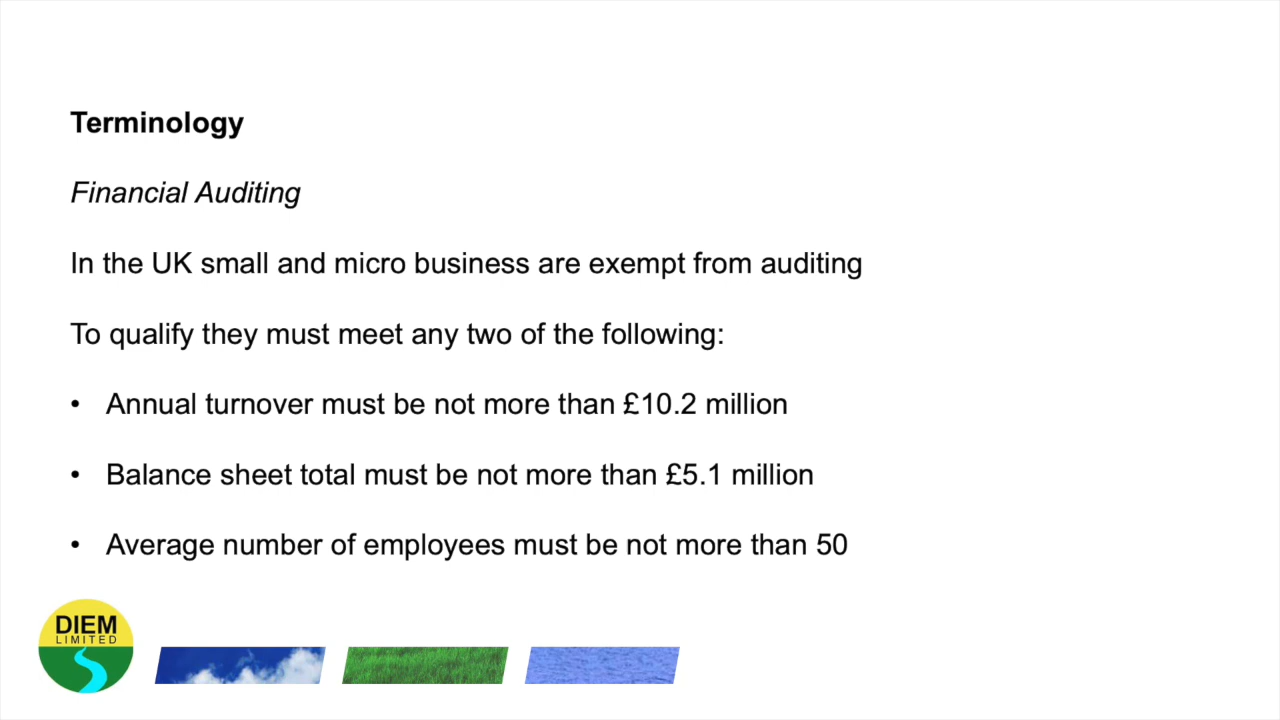 Terminology
Financial Auditing
In the UK small and micro business are exempt from auditing
To qualify they must meet any two of the following:
• Annual turnover must be not more than £10.2 million
• Balance sheet total must be not more than £5.1 million
• Average number of employees must be not more than 50
DIEM
LIMITED